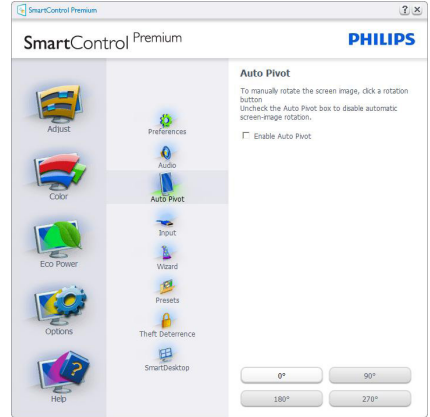 SmartControl Premium
SmartControl Premium
PHILIPS
Adjust
Color
Eco Power
Options
Help
Preferences
Audio
Auto Pivot
Input
Wizard
Presets
Theft Deterrence
SmartDesktop
Auto Pivot
To manually rotate the screen image, click a rotation
button
Uncheck the Auto Pivot box to disable automatic
screen-image rotation.
Enable Auto Pivot
0°
90°
180°
270°